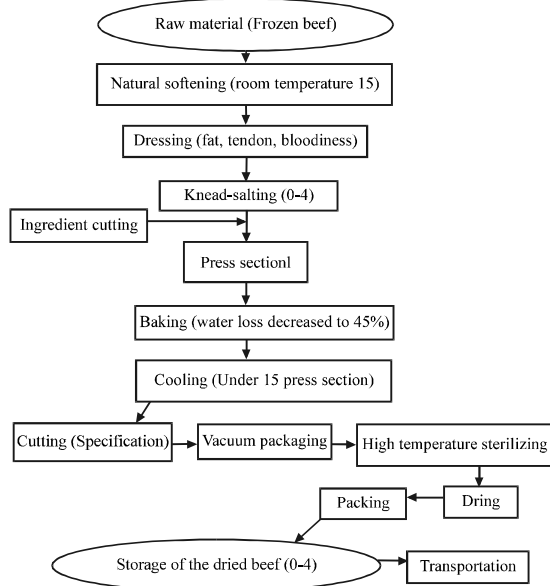 Raw material (Frozen beef)
Natural softening (room temperature 15)
Dressing (fat, tendon, bloodiness)
Knead-salting (0-4)
Ingredient cutting
Press sectionl
Baking (water loss decreased to 45%)
Cooling (Under 15 press section)
Cutting (Specification)
Vacuum packaging
High temperature sterilizing
Packing
Dring
Storage of the dried beef (0-4)
Transportation